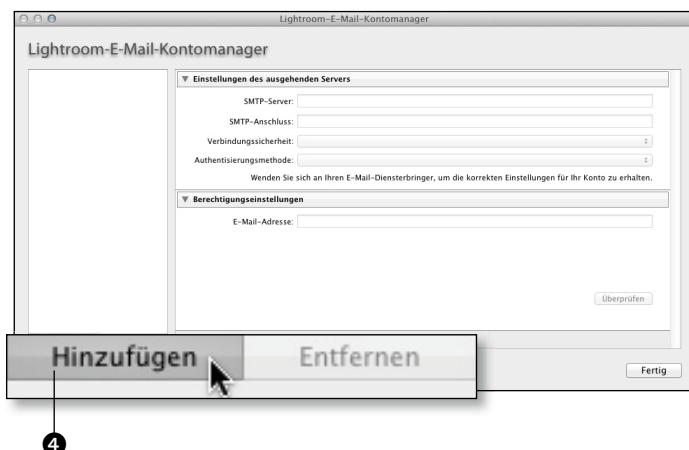 Lightroom-E-Mail-Kontomanager
Lightroom-E-Mail-Kontomanager
Einstellungen des ausgehenden Servers
SMTP-Server:
SMTP-Anschluss:
Verbindungssicherheit:
Authentisierungsmethode:
Wenden Sie sich an Ihren E-Mail-Diensterbringer, um die korrekten Einstellungen für Ihr Konto zu erhalten.
Berechtigungseinstellungen
E-Mail-Adresse:
Überprüfen
Hinzufügen Entfernen
Fertig
4